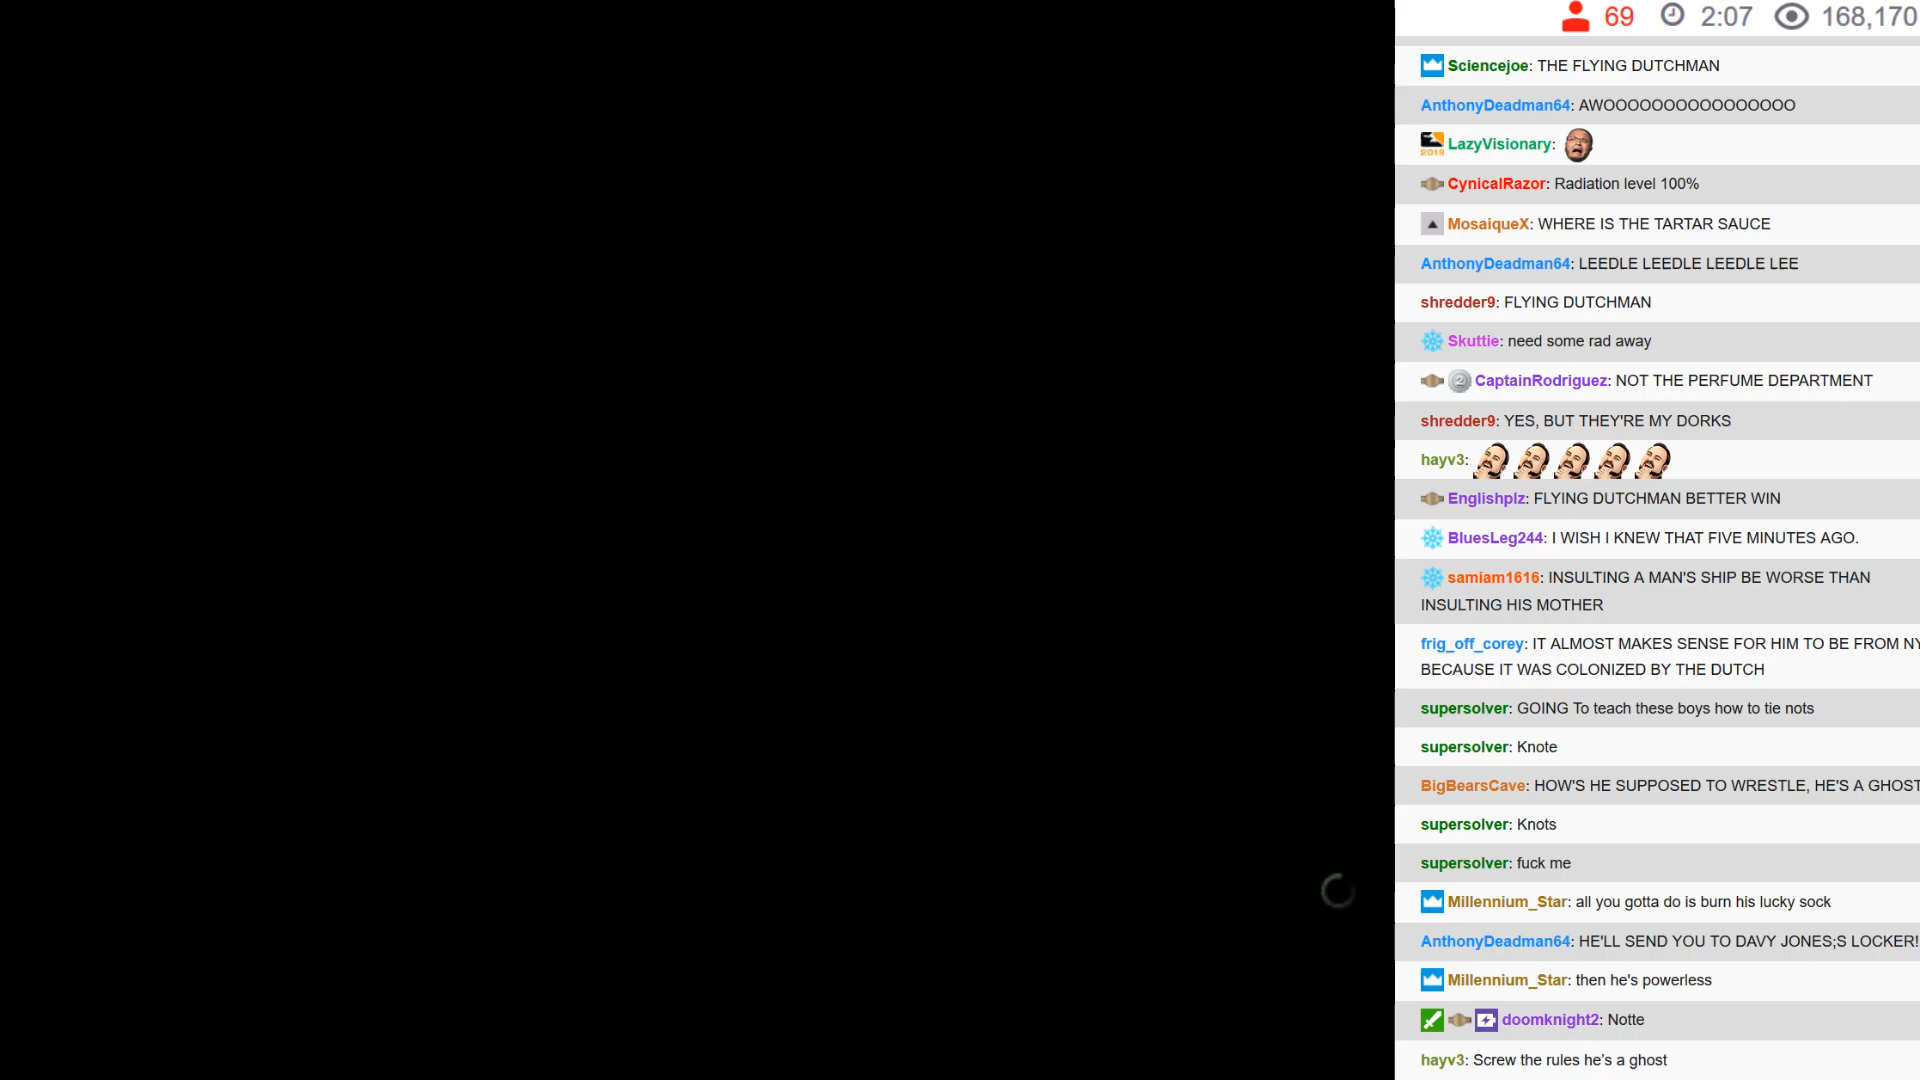 69 2:07 168,170
Sciencejoe: THE FLYING DUTCHMAN
AnthonyDeadman64: AWOOOOOOOOOOOOOOOO
2019 LazyVisionary:
CynicalRazor: Radiation level 100%
MosaiqueX: WHERE IS THE TARTAR SAUCE
AnthonyDeadman64: LEEDLE LEEDLE LEEDLE LEE
shredder9: FLYING DUTCHMAN
Skuttie: need some rad away
2 CaptainRodriguez: NOT THE PERFUME DEPARTMENT
shredder9: YES, BUT THEY'RE MY DORKS
hayv3:
Englishplz: FLYING DUTCHMAN BETTER WIN
BluesLeg244: I WISH I KNEW THAT FIVE MINUTES AGO.
samiam1616: INSULTING A MAN'S SHIP BE WORSE THAN
INSULTING HIS MOTHER
frig_off_corey: IT ALMOST MAKES SENSE FOR HIM TO BE FROM NY
BECAUSE IT WAS COLONIZED BY THE DUTCH
supersolver: GOING To teach these boys how to tie nots
supersolver: Knote
BigBearsCave: HOW'S HE SUPPOSED TO WRESTLE, HE'S A GHOST
supersolver: Knots
supersolver: fuck me
Millennium_Star: all you gotta do is burn his lucky sock
AnthonyDeadman64: HE'LL SEND YOU TO DAVY JONES;S LOCKER!
Millennium_Star: then he's powerless
doomknight2: Notte
hayv3: Screw the rules he's a ghost